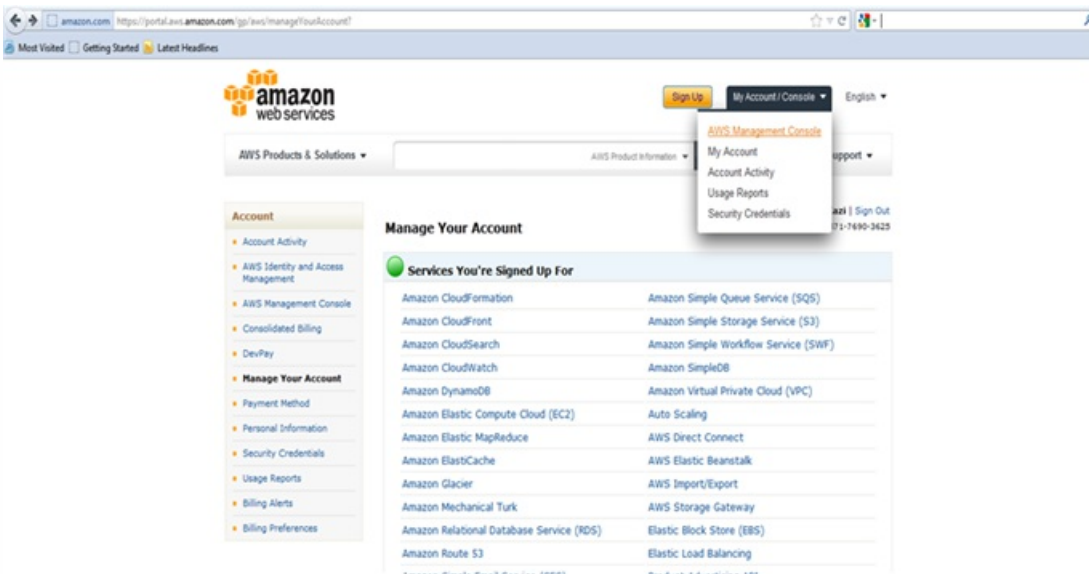 amazon.com https://portal.aws.amazon.com/gp/aws/manageYourAccount?
Most Visited Getting Started Latest Headlines
amazon
web services
Sign Up My Account / Console English
AWS Management Console
My Account
Account Activity
Usage Reports
Security Credentials
AWS Products & Solutions AWS Product Information upport
azi | Sign Out
71-7690-3625
Account
Account Activity
AWS Identity and Access
Management
AWS Management Console
Consolidated Billing
DevPay
Manage Your Account
Payment Method
Personal Information
Security Credentials
Usage Reports
Billing Alerts
Billing Preferences
Manage Your Account
Services You're Signed Up For
Amazon CloudFormation
Amazon CloudFront
Amazon CloudSearch
Amazon CloudWatch
Amazon DynamoDB
Amazon Elastic Compute Cloud (EC2)
Amazon Elastic MapReduce
Amazon ElastiCache
Amazon Glacier
Amazon Mechanical Turk
Amazon Relational Database Service (RDS)
Amazon Route 53
Amazon Simple Queue Service (SQS)
Amazon Simple Storage Service (S3)
Amazon Simple Workflow Service (SWF)
Amazon SimpleDB
Amazon Virtual Private Cloud (VPC)
Auto Scaling
AWS Direct Connect
AWS Elastic Beanstalk
AWS Import/Export
AWS Storage Gateway
Elastic Block Store (EBS)
Elastic Load Balancing